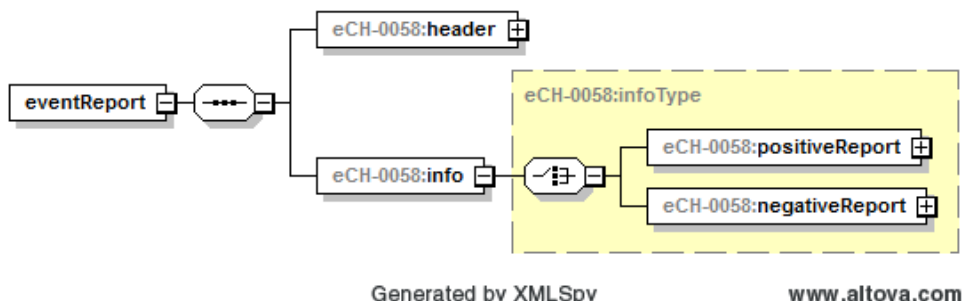 eCH-0058:header
eventReport
eCH-0058:infoType
eCH-0058:positiveReport
eCH-0058:info
eCH-0058:negativeReport
Generated by XMLSpy www.altova.com